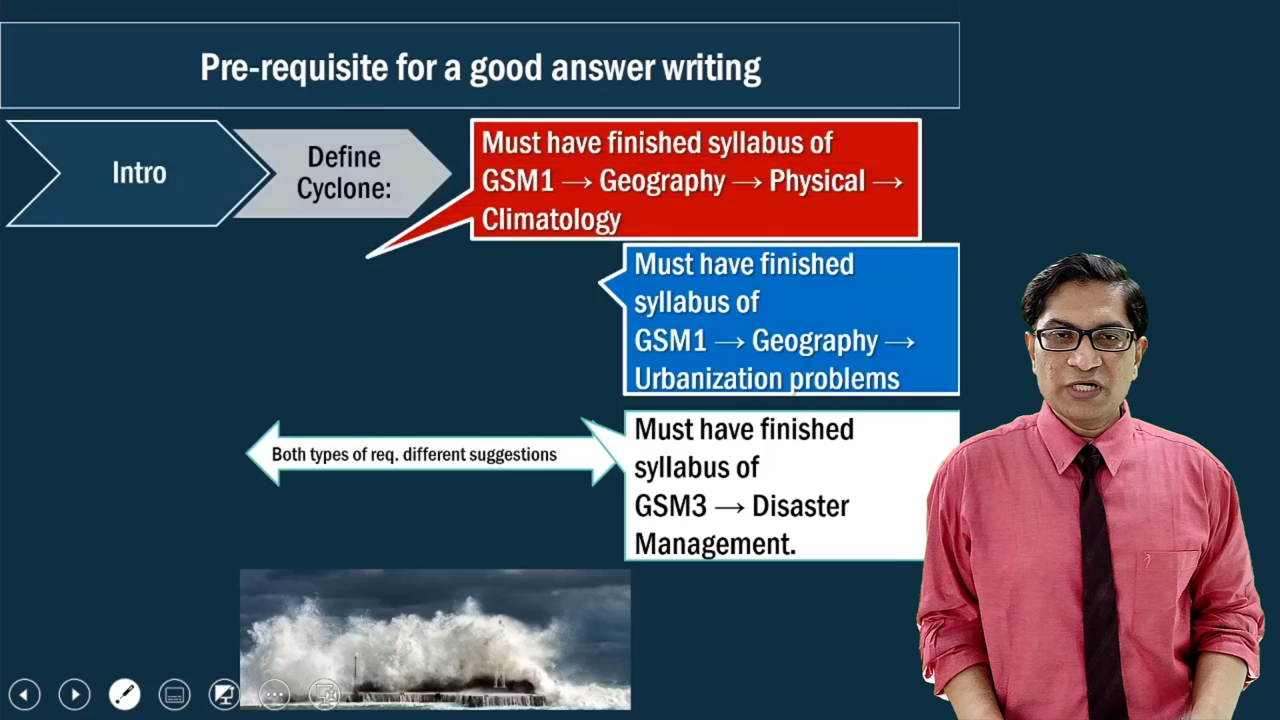 Pre-requisite for a good answer writing
Intro
Define
Cyclone:
Must have finished syllabus of
GSM1 → Geography → Physical →
Climatology
Must have finished
syllabus of
GSM1 → Geography →
Urbanization problems
Both types of req. different suggestions
Must have finished
syllabus of
GSM3 → Disaster
Management.